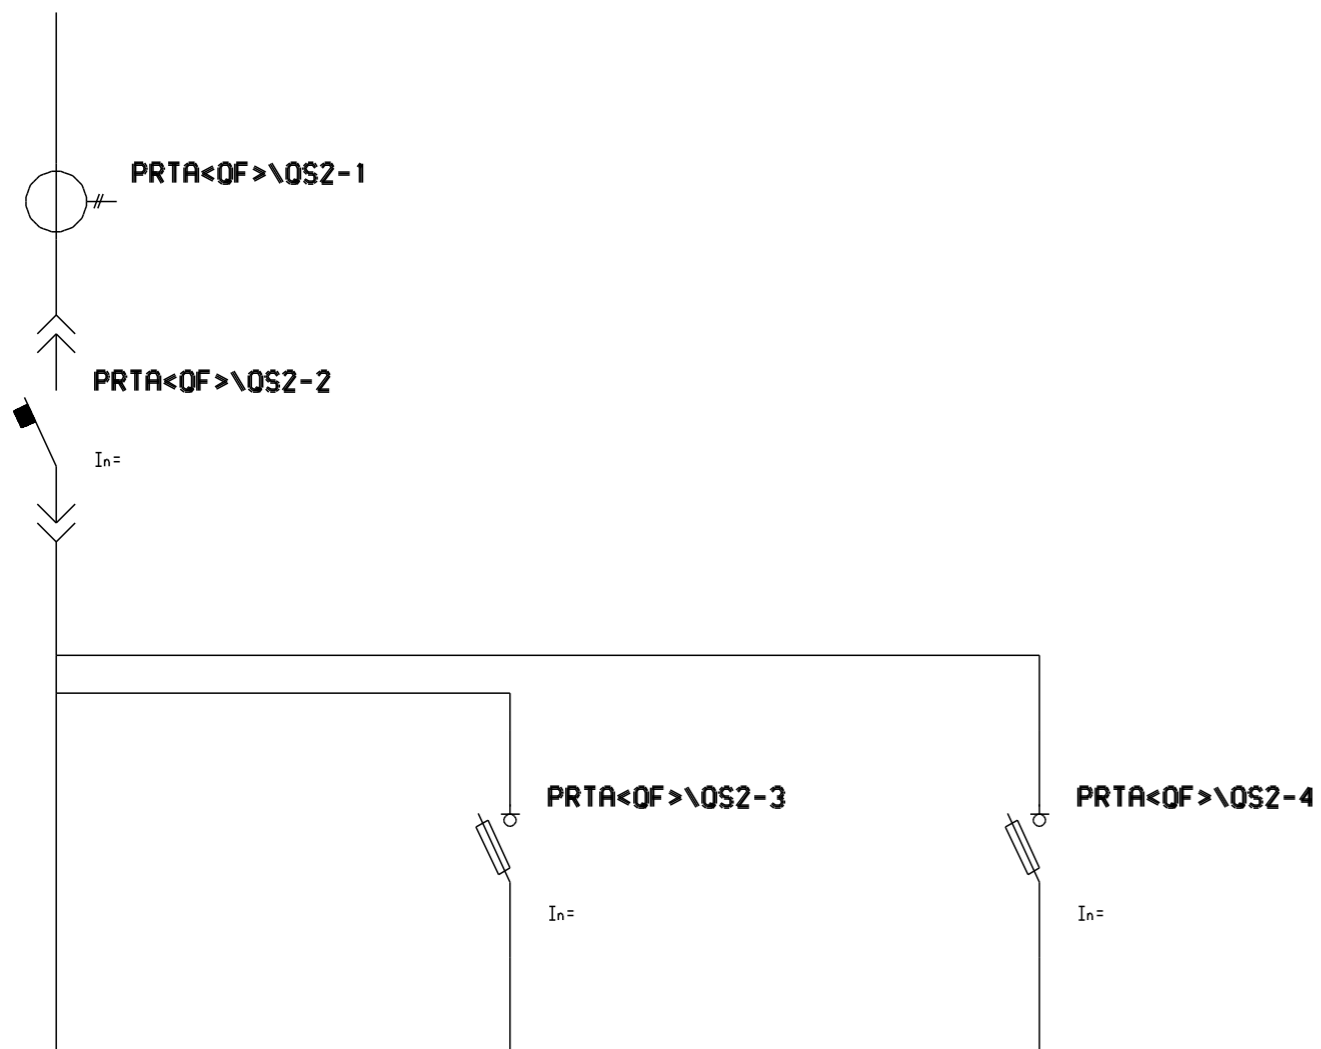 PRTA<QF>\QS2-1
PRTA<QF>\QS2-2
In=
PRTA<QF>\QS2-3
PRTA<QF>\QS2-4
In=
In=